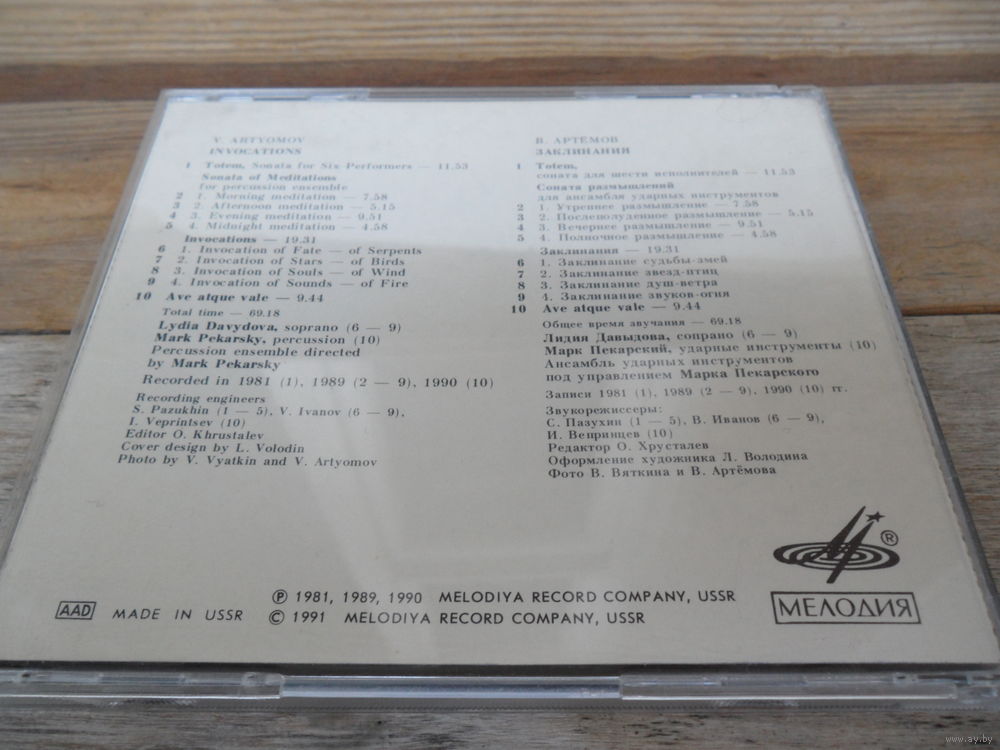 V. ARTYOMOV
INVOCATIONS
1 Totem, Sonata for Six Performers — 11.53
Sonata of Meditations
for percussion ensemble
2 1. Morning meditation — 7.58
3 2. Afternoon meditation — 5.15
4 3. Evening meditation — 9.51
5 4. Midnight meditation — 4.58
Invocations — 19.31
6 1. Invocation of Fate — of Serpents
7 2. Invocation of Stars — of Birds
8 3. Invocation of Souls — of Wind
9 4. Invocation of Sounds — of Fire
10 Ave atque vale — 9.44
Total time — 69.18
Lydia Davydova, soprano (6 — 9)
Mark Pekarsky, percussion (10)
Percussion ensemble directed
by Mark Pekarsky
Recorded in 1981 (1), 1989 (2 — 9), 1990 (10)
Recording engineers
S. Pazukhin (1 — 5), V. Ivanov (6 — 9),
I. Veprintsev (10)
Editor O. Khrustalev
Cover design by L. Volodin
Photo by V. Vyatkin and V. Artyomov
В. АРТЁМОВ
ЗАКЛИНАНИЯ
1 Totem,
соната для шести исполнителей — 11.53
Соната размышлений
для ансамбля ударных инструментов
2 1. Утреннее размышление — 7.58
3 2. Послеполуденное размышление — 5.15
4 3. Вечернее размышление — 9.51
5 4. Полночное размышление — 4.58
Заклинания — 19.31
6 1. Заклинание судьбы-змей
7 2. Заклинание звезд-птиц
8 3. Заклинание душ-ветра
9 4. Заклинание звуков-огня
10 Ave atque vale — 9.44
Общее время звучания — 69.18
Лидия Давыдова, сопрано (6 — 9)
Марк Пекарский, ударные инструменты (10)
Ансамбль ударных инструментов
под управлением Марка Пекарского
Записи 1981 (1), 1989 (2 — 9), 1990 (10) гг.
Звукорежиссеры:
С. Пазухин (1 — 5), В. Иванов (6 — 9),
И. Вепринцев (10)
Редактор О. Хрусталев
Оформление художника Л. Володина
Фото В. Вяткина и В. Артёмова
AAD MADE IN USSR
℗ 1981, 1989, 1990 MELODIYA RECORD COMPANY, USSR
© 1991 MELODIYA RECORD COMPANY, USSR
®
МЕЛОДИЯ
www.ay.by